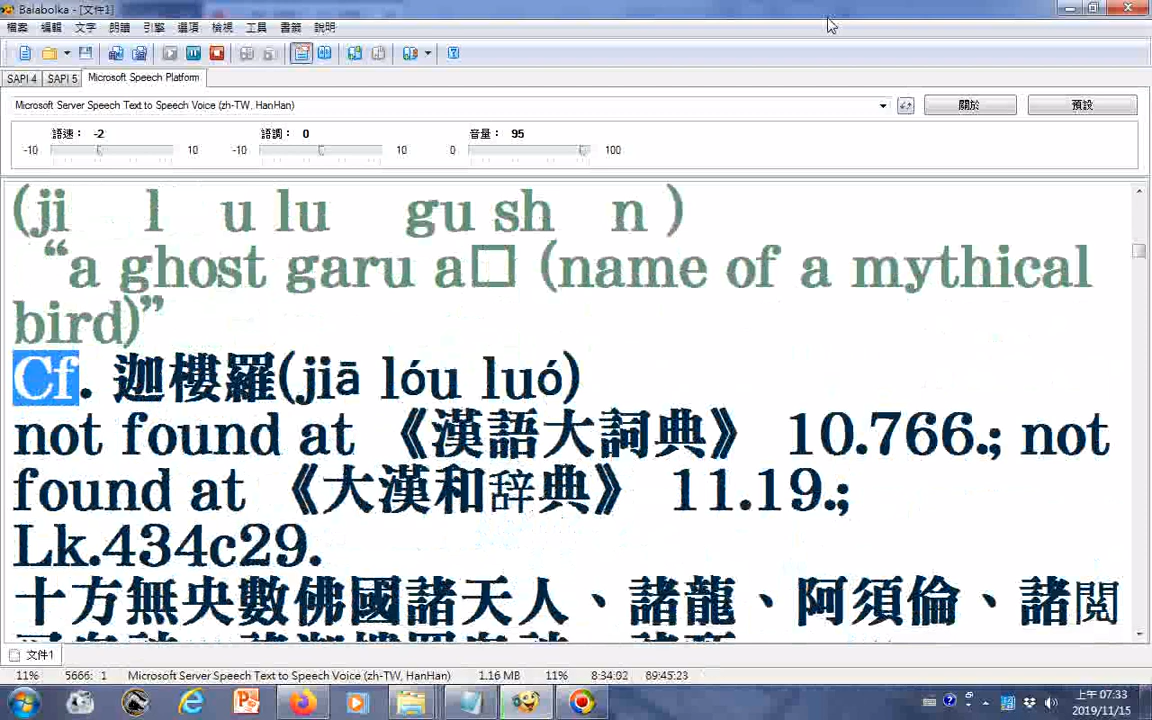 Balabolka - [文件1]
檔案 編輯 文字 朗讀 引擎 選項 檢視 工具 書籤 說明
SAPI 4 SAPI 5 Microsoft Speech Platform
Microsoft Server Speech Text to Speech Voice (zh-TW, HanHan) 關於 預設
語速： -2 語調： 0 音量： 95
-10 10 -10 10 0 100
(ji l u lu gu sh n )
“a ghost garu a□ (name of a mythical
bird)”
Cf. 迦樓羅(jiā lóu luó)
not found at 《漢語大詞典》 10.766.; not
found at 《大漢和辞典》 11.19.;
Lk.434c29.
十方無央數佛國諸天人、諸龍、阿須倫、諸閱
文件1
11% 5666: 1 Microsoft Server Speech Text to Speech Voice (zh-TW, HanHan) 1.16 MB 11% 8:34:02 89:45:23
上午 07:33
2019/11/15